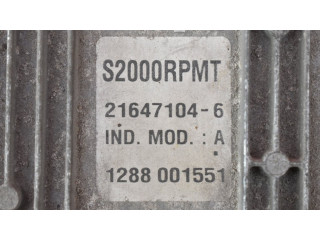 S2000RPMT
21647104-6
IND. MOD. : A
1288 001551